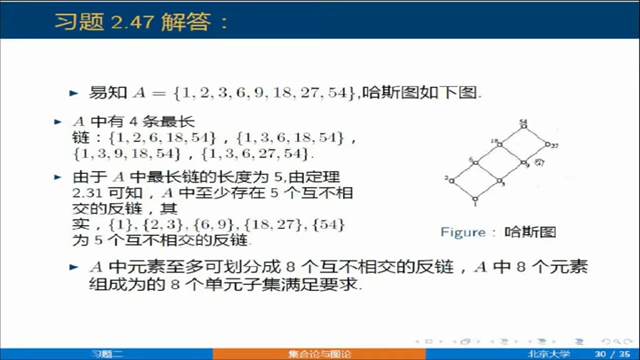 习题 2.47 解答：
► 易知 A = {1, 2, 3, 6, 9, 18, 27, 54},哈斯图如下图.
► A 中有 4 条最长
链：{1, 2, 6, 18, 54}，{1, 3, 6, 18, 54}，
{1, 3, 9, 18, 54}，{1, 3, 6, 27, 54}.
► 由于 A 中最长链的长度为 5,由定理
2.31 可知，A 中至少存在 5 个互不相
交的反链，其
实，{1}, {2, 3}, {6, 9}, {18, 27}, {54}
为 5 个互不相交的反链.
54
18
27
6
9
2
3
1
Figure：哈斯图
► A 中元素至多可划分成 8 个互不相交的反链，A 中 8 个元素
组成为的 8 个单元子集满足要求.
习题二
集合论与图论
北京大学
30 / 35